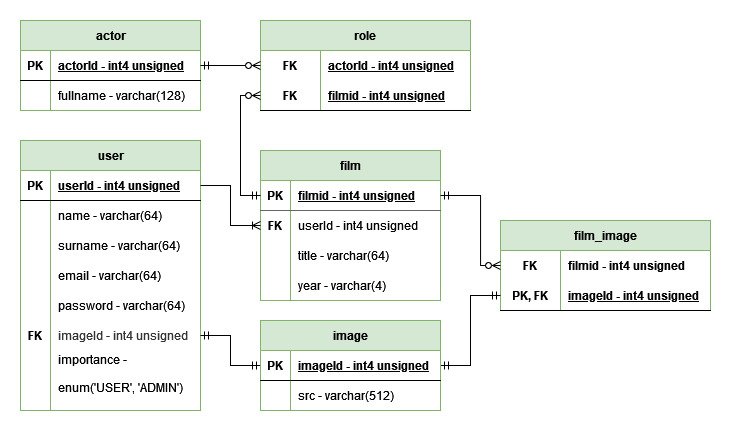 actor
PK actorId - int4 unsigned
fullname - varchar(128)
role
FK actorId - int4 unsigned
FK filmid - int4 unsigned
user
PK userId - int4 unsigned
name - varchar(64)
surname - varchar(64)
email - varchar(64)
password - varchar(64)
FK imageId - int4 unsigned
importance -
enum('USER', 'ADMIN')
film
PK filmid - int4 unsigned
FK userId - int4 unsigned
title - varchar(64)
year - varchar(4)
image
PK imageId - int4 unsigned
src - varchar(512)
film_image
FK filmid - int4 unsigned
PK, FK imageId - int4 unsigned